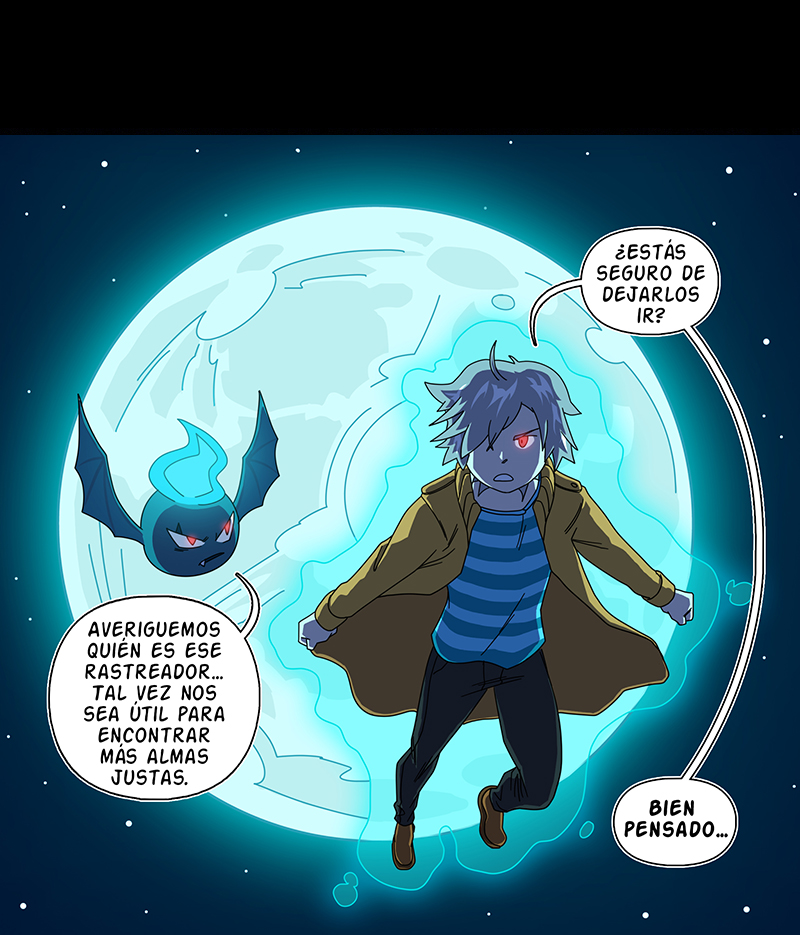 ¿ESTÁS
SEGURO DE
DEJARLOS
IR?
AVERIGUEMOS
QUIÉN ES ESE
RASTREADOR...
TAL VEZ NOS
SEA ÚTIL PARA
ENCONTRAR
MÁS ALMAS
JUSTAS.
BIEN
PENSADO...